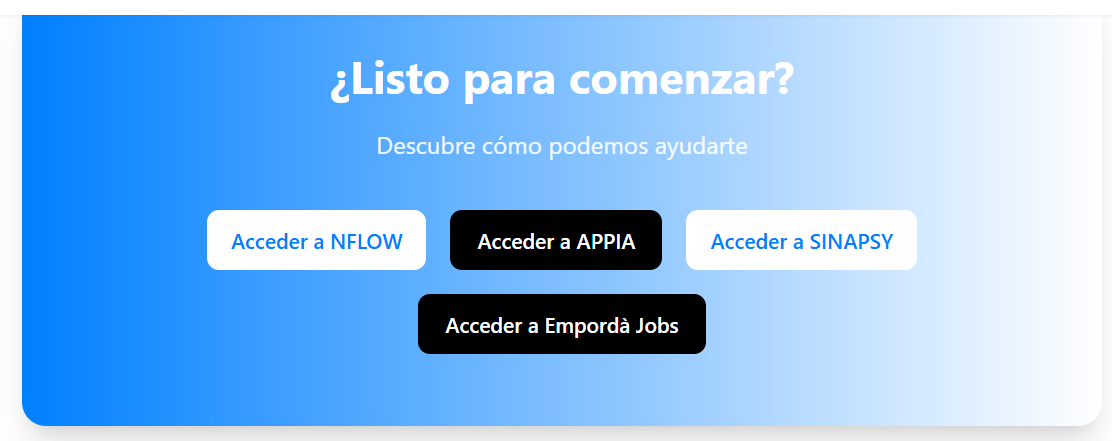 ¿Listo para comenzar?
Descubre cómo podemos ayudarte
Acceder a NFLOW
Acceder a APPIA
Acceder a SINAPSY
Acceder a Empordà Jobs